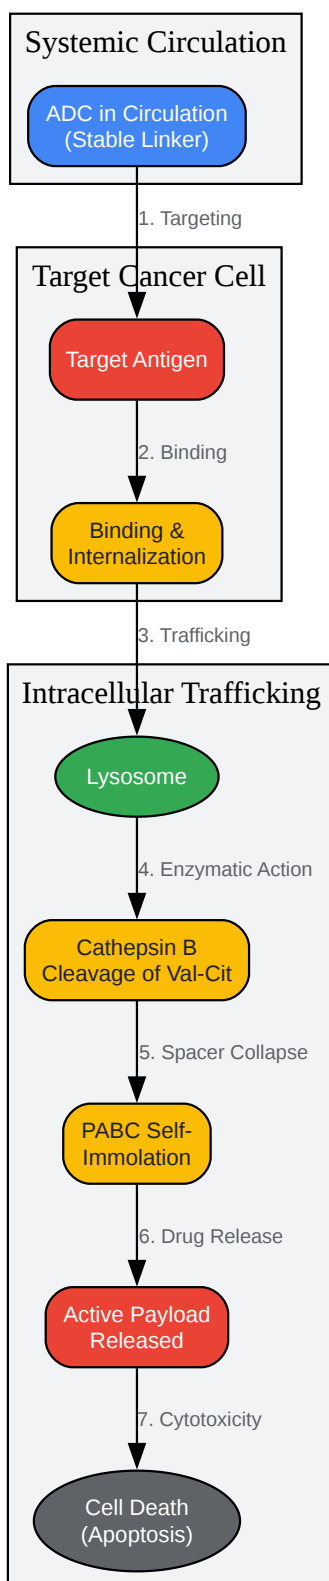 Systemic Circulation
ADC in Circulation
(Stable Linker)
1. Targeting
Target Cancer Cell
Target Antigen
2. Binding
Binding &
Internalization
3. Trafficking
Intracellular Trafficking
Lysosome
4. Enzymatic Action
Cathepsin B
Cleavage of Val-Cit
5. Spacer Collapse
PABC Self-
Immolation
6. Drug Release
Active Payload
Released
7. Cytotoxicity
Cell Death
(Apoptosis)